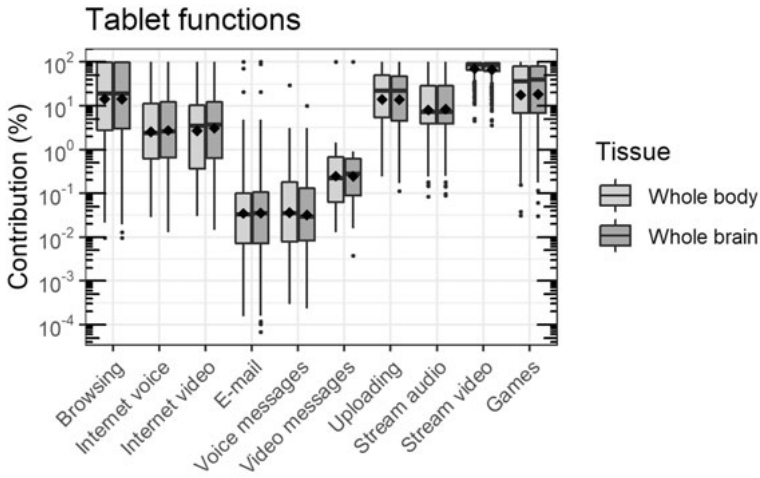 Tablet functions
Contribution (%)
10²
10¹
10⁰
10⁻¹
10⁻²
10⁻³
10⁻⁴
Browsing
Internet voice
Internet video
E-mail
Voice messages
Video messages
Uploading
Stream audio
Stream video
Games
Tissue
Whole body
Whole brain